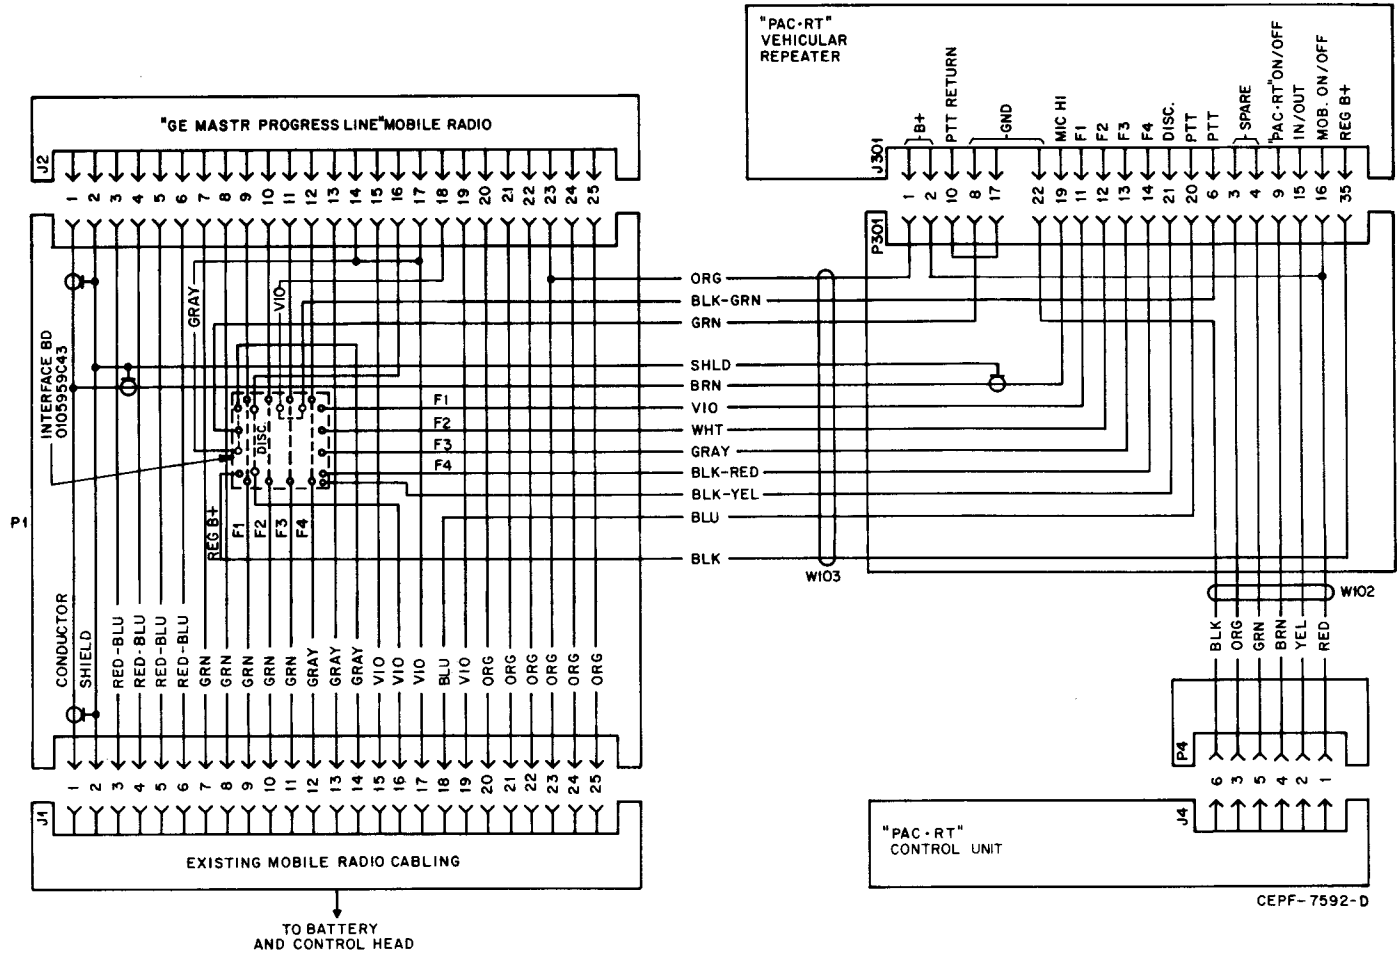 "PAC•RT"
VEHICULAR
REPEATER
B+
PTT RETURN
GND
MIC HI
F1
F2
F3
F4
DISC.
PTT
PTT
SPARE
"PAC-RT" ON/OFF
IN/OUT
MOB. ON/OFF
REG B+
J301
1 2 10 8 17 22 19 11 12 13 14 21 20 6 3 4 9 15 16 35
P301
"GE MASTR PROGRESS LINE" MOBILE RADIO
J2
1 2 3 4 5 6 7 8 9 10 11 12 13 14 15 16 17 18 19 20 21 22 23 24 25
GRAY
VIO
INTERFACE BD
0105959C43
DISC.
REG B+
F1
F2
F3
F4
F1
F2
F3
F4
ORG
BLK-GRN
GRN
SHLD
BRN
VIO
WHT
GRAY
BLK-RED
BLK-YEL
BLU
BLK
W103
P1
CONDUCTOR
SHIELD
RED-BLU
RED-BLU
RED-BLU
RED-BLU
GRN
GRN
GRN
GRN
GRN
GRAY
GRAY
GRAY
VIO
VIO
VIO
BLU
VIO
ORG
ORG
ORG
ORG
ORG
ORG
1 2 3 4 5 6 7 8 9 10 11 12 13 14 15 16 17 18 19 20 21 22 23 24 25
J1
EXISTING MOBILE RADIO CABLING
TO BATTERY
AND CONTROL HEAD
W102
BLK
ORG
GRN
BRN
YEL
RED
P4
6 3 5 4 2 1
J4
"PAC•RT"
CONTROL UNIT
CEPF-7592-D